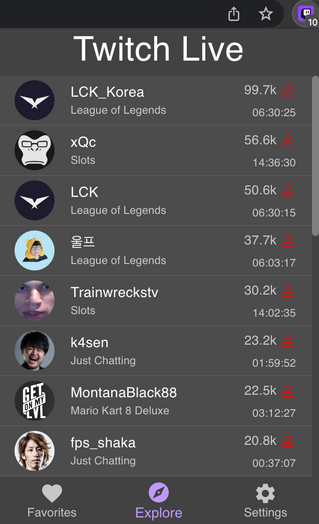 10
Twitch Live
LCK_Korea 99.7k
League of Legends 06:30:25
xQc 56.6k
Slots 14:36:30
LCK 50.6k
League of Legends 06:30:15
울프 37.7k
League of Legends 06:03:17
Trainwreckstv 30.2k
Slots 14:02:35
k4sen 23.2k
Just Chatting 01:59:52
GET ON MY LVL
MontanaBlack88 22.5k
Mario Kart 8 Deluxe 03:12:27
fps_shaka 20.8k
Just Chatting 00:37:07
Favorites Explore Settings